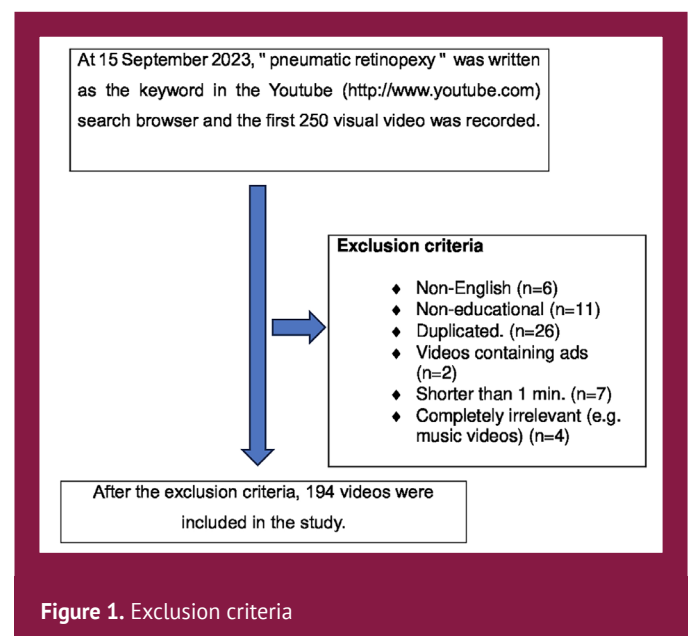 At 15 September 2023, " pneumatic retinopexy " was written
as the keyword in the Youtube (http://www.youtube.com)
search browser and the first 250 visual video was recorded.
Exclusion criteria
♦ Non-English (n=6)
♦ Non-educational (n=11)
♦ Duplicated. (n=26)
♦ Videos containing ads
(n=2)
♦ Shorter than 1 min. (n=7)
♦ Completely irrelevant (e.g.
music videos) (n=4)
After the exclusion criteria, 194 videos were
included in the study.
Figure 1. Exclusion criteria